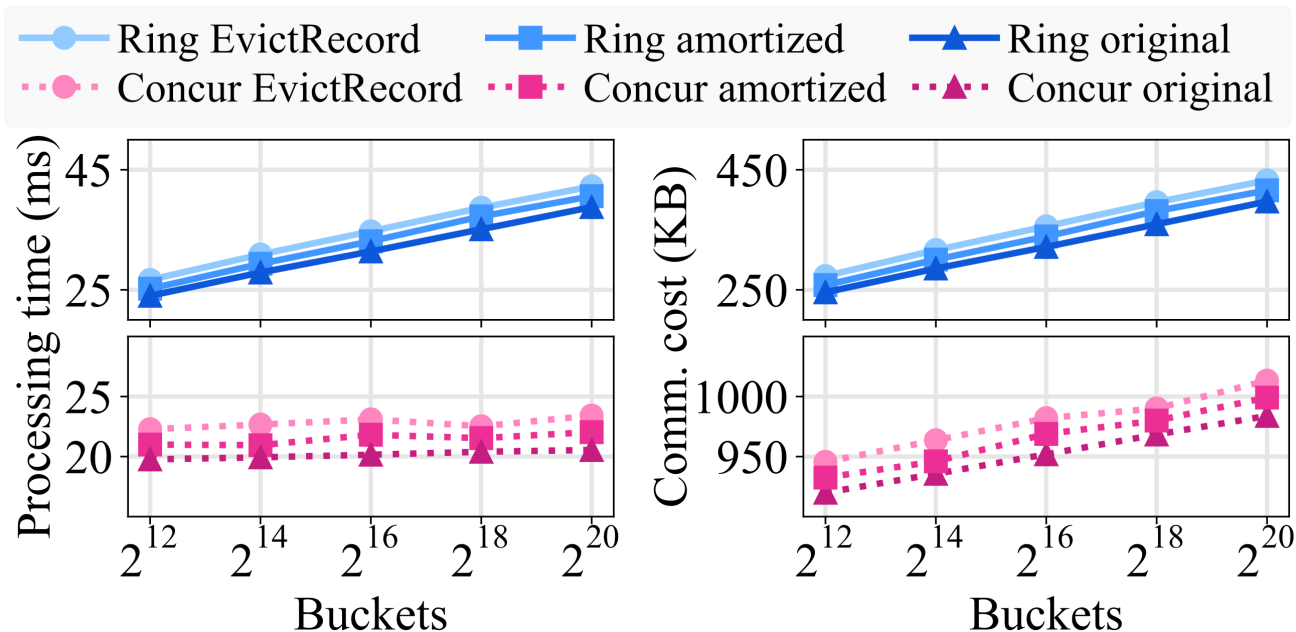 Ring EvictRecord Ring amortized Ring original
Concur EvictRecord Concur amortized Concur original
Processing time (ms)
45
25
25
20
2^12 2^14 2^16 2^18 2^20
Buckets
Comm. cost (KB)
450
250
1000
950
2^12 2^14 2^16 2^18 2^20
Buckets